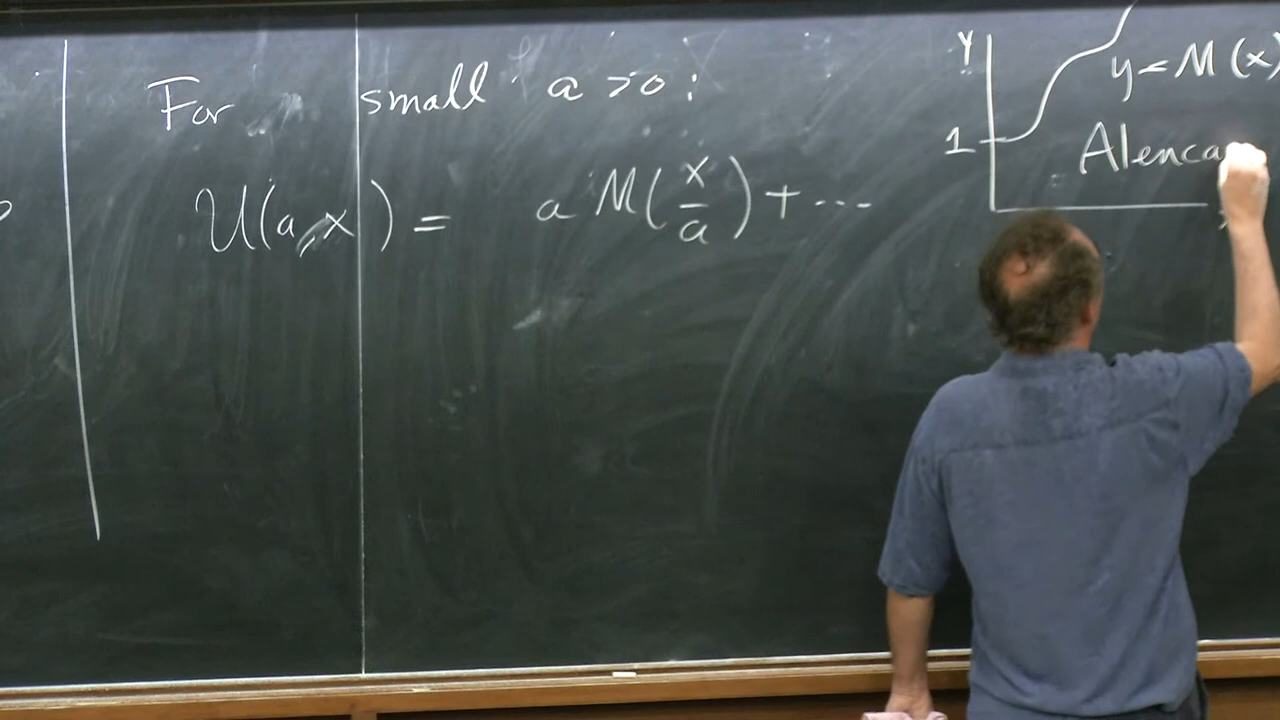 For small a > 0 :
U(a, x) = a M(x/a) + ...
y
y = M(x)
1
Alenca